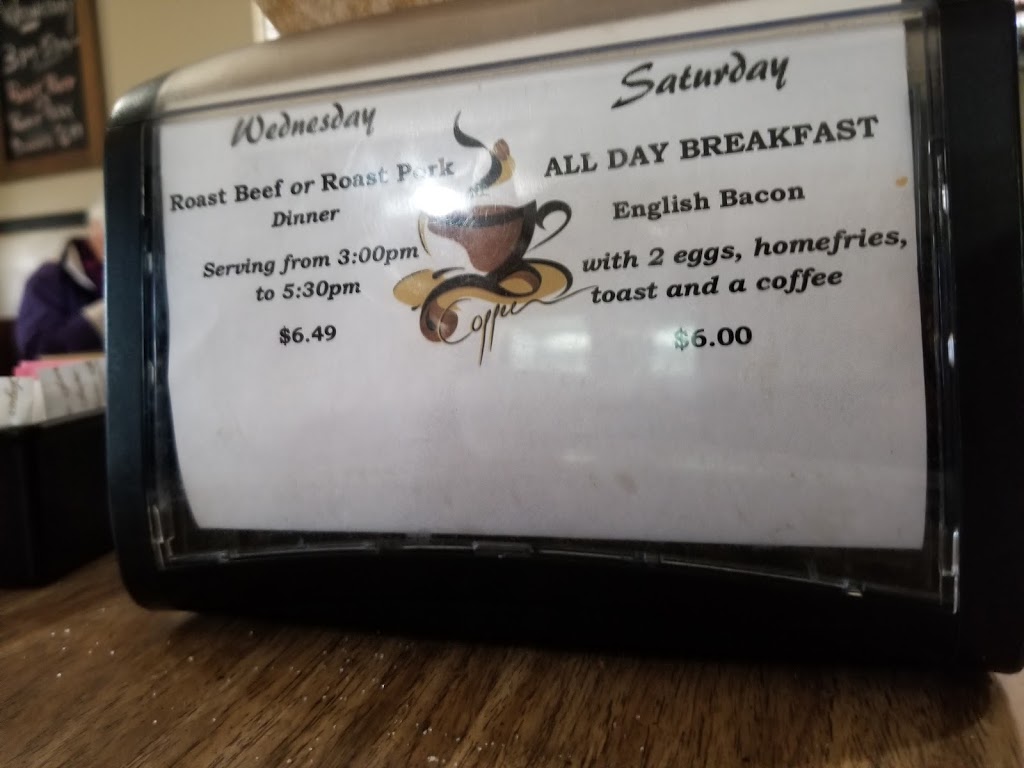 Wednesday
Roast Beef or Roast Pork
Dinner
Serving from 3:00pm
to 5:30pm
$6.49
Coffee
Saturday
ALL DAY BREAKFAST
English Bacon
with 2 eggs, homefries,
toast and a coffee
$6.00